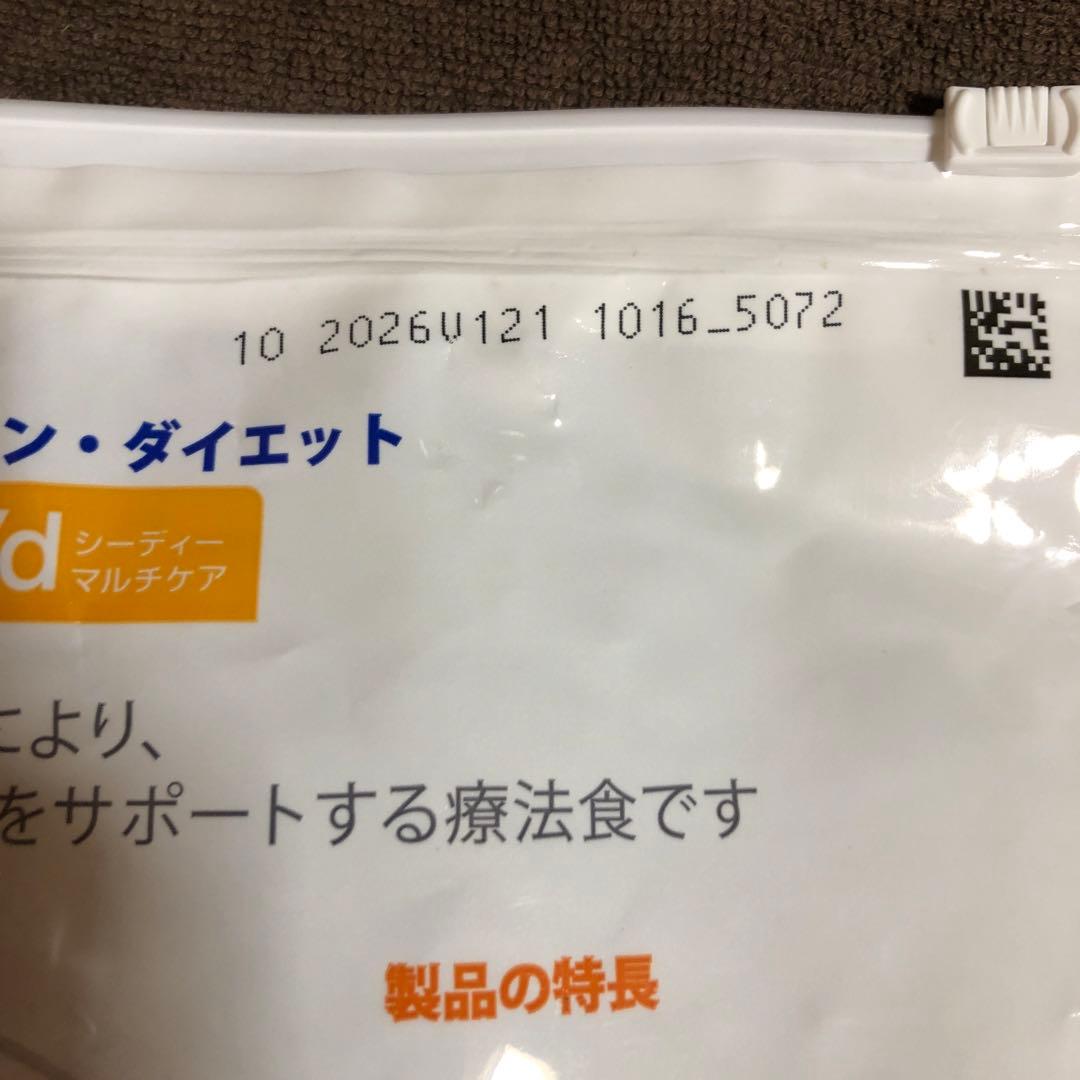 10 2026V121 1016_5072
ン・ダイエット
/d シーディー
マルチケア
により、
をサポートする療法食です
製品の特長